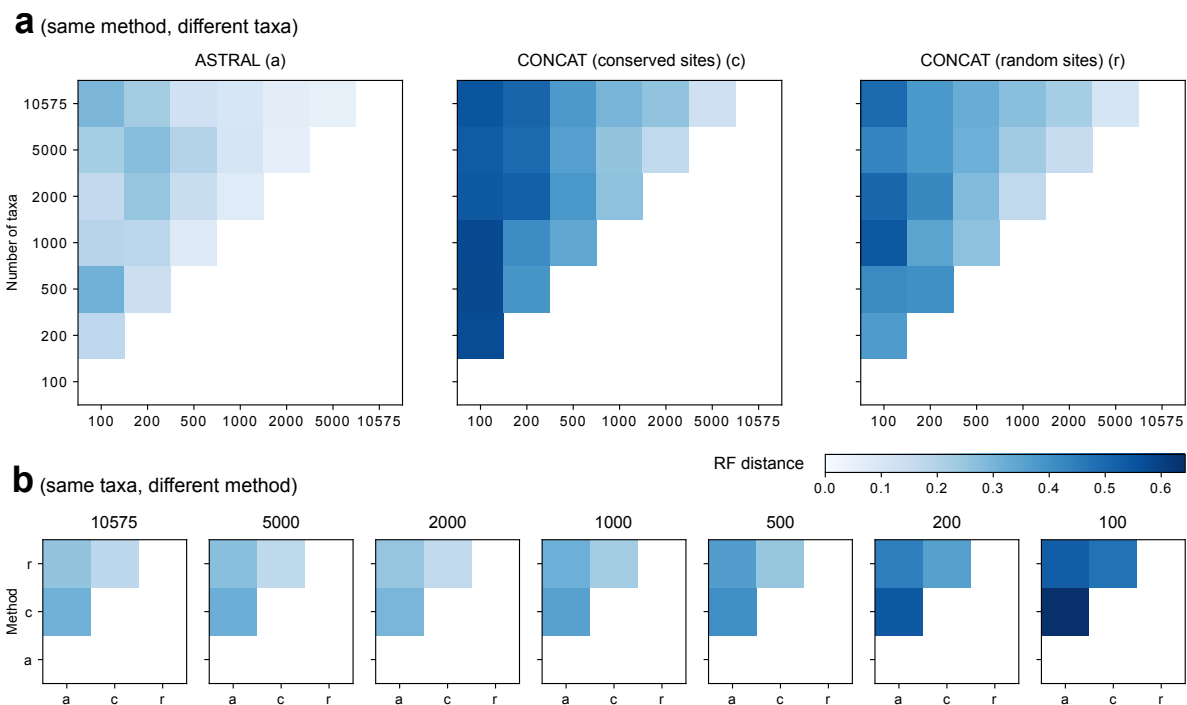 a (same method, different taxa)
ASTRAL (a)
CONCAT (conserved sites) (c)
CONCAT (random sites) (r)
Number of taxa
10575
5000
2000
1000
500
200
100
100 200 500 1000 2000 5000 10575
100 200 500 1000 2000 5000 10575
100 200 500 1000 2000 5000 10575
RF distance
0.0 0.1 0.2 0.3 0.4 0.5 0.6
b (same taxa, different method)
10575 5000 2000 1000 500 200 100
Method
r
c
a
a c r
a c r
a c r
a c r
a c r
a c r
a c r